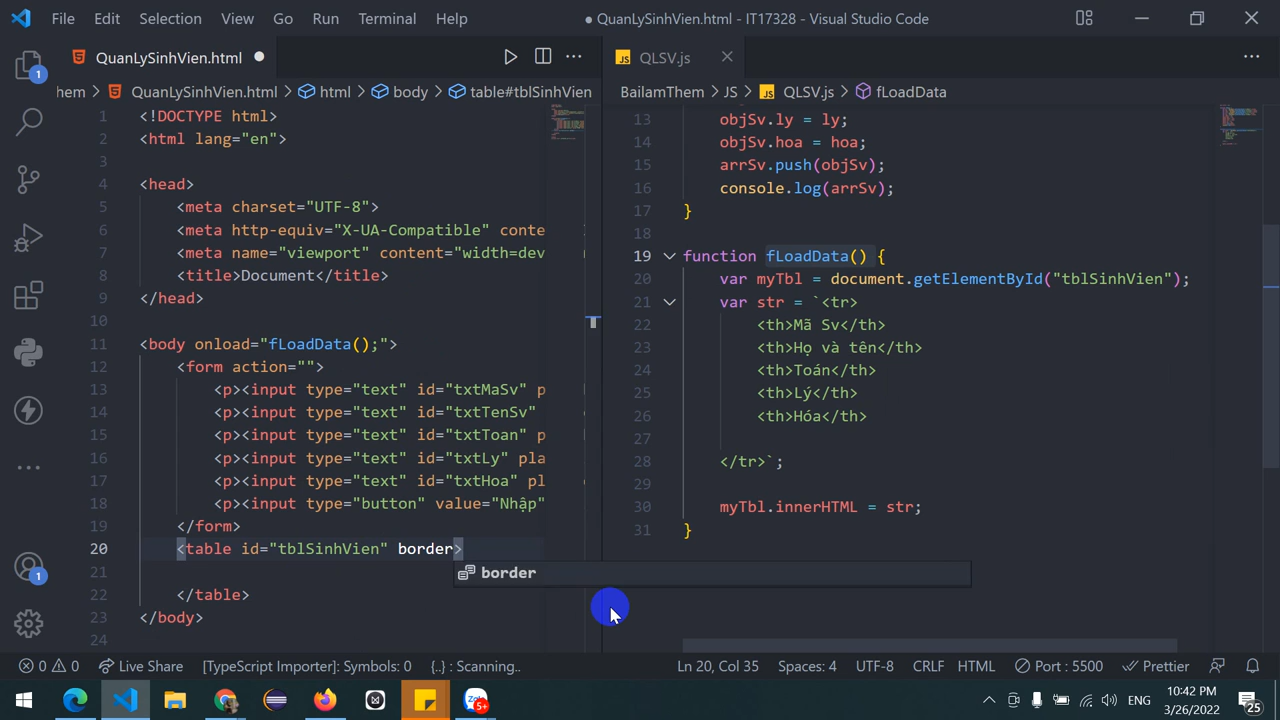 File Edit Selection View Go Run Terminal Help
● QuanLySinhVien.html - IT17328 - Visual Studio Code
QuanLySinhVien.html
hem > QuanLySinhVien.html > html > body > table#tblSinhVien
1 <!DOCTYPE html>
2 <html lang="en">
3
4 <head>
5 <meta charset="UTF-8">
6 <meta http-equiv="X-UA-Compatible" conte
7 <meta name="viewport" content="width=dev
8 <title>Document</title>
9 </head>
10
11 <body onload="fLoadData();">
12 <form action="">
13 <p><input type="text" id="txtMaSv" p
14 <p><input type="text" id="txtTenSv"
15 <p><input type="text" id="txtToan" p
16 <p><input type="text" id="txtLy" pla
17 <p><input type="text" id="txtHoa" pl
18 <p><input type="button" value="Nhập"
19 </form>
20 <table id="tblSinhVien" border>
border
21
22 </table>
23 </body>
24
JS QLSV.js
BailamThem > JS > JS QLSV.js > fLoadData
13 objSv.ly = ly;
14 objSv.hoa = hoa;
15 arrSv.push(objSv);
16 console.log(arrSv);
17 }
18
19 function fLoadData() {
20 var myTbl = document.getElementById("tblSinhVien");
21 var str = `<tr>
22 <th>Mã Sv</th>
23 <th>Họ và tên</th>
24 <th>Toán</th>
25 <th>Lý</th>
26 <th>Hóa</th>
27
28 </tr>`;
29
30 myTbl.innerHTML = str;
31 }
1
1
0 0 Live Share [TypeScript Importer]: Symbols: 0 {..} : Scanning.. Ln 20, Col 35 Spaces: 4 UTF-8 CRLF HTML Port : 5500 Prettier
5+ ENG 10:42 PM
3/26/2022
25